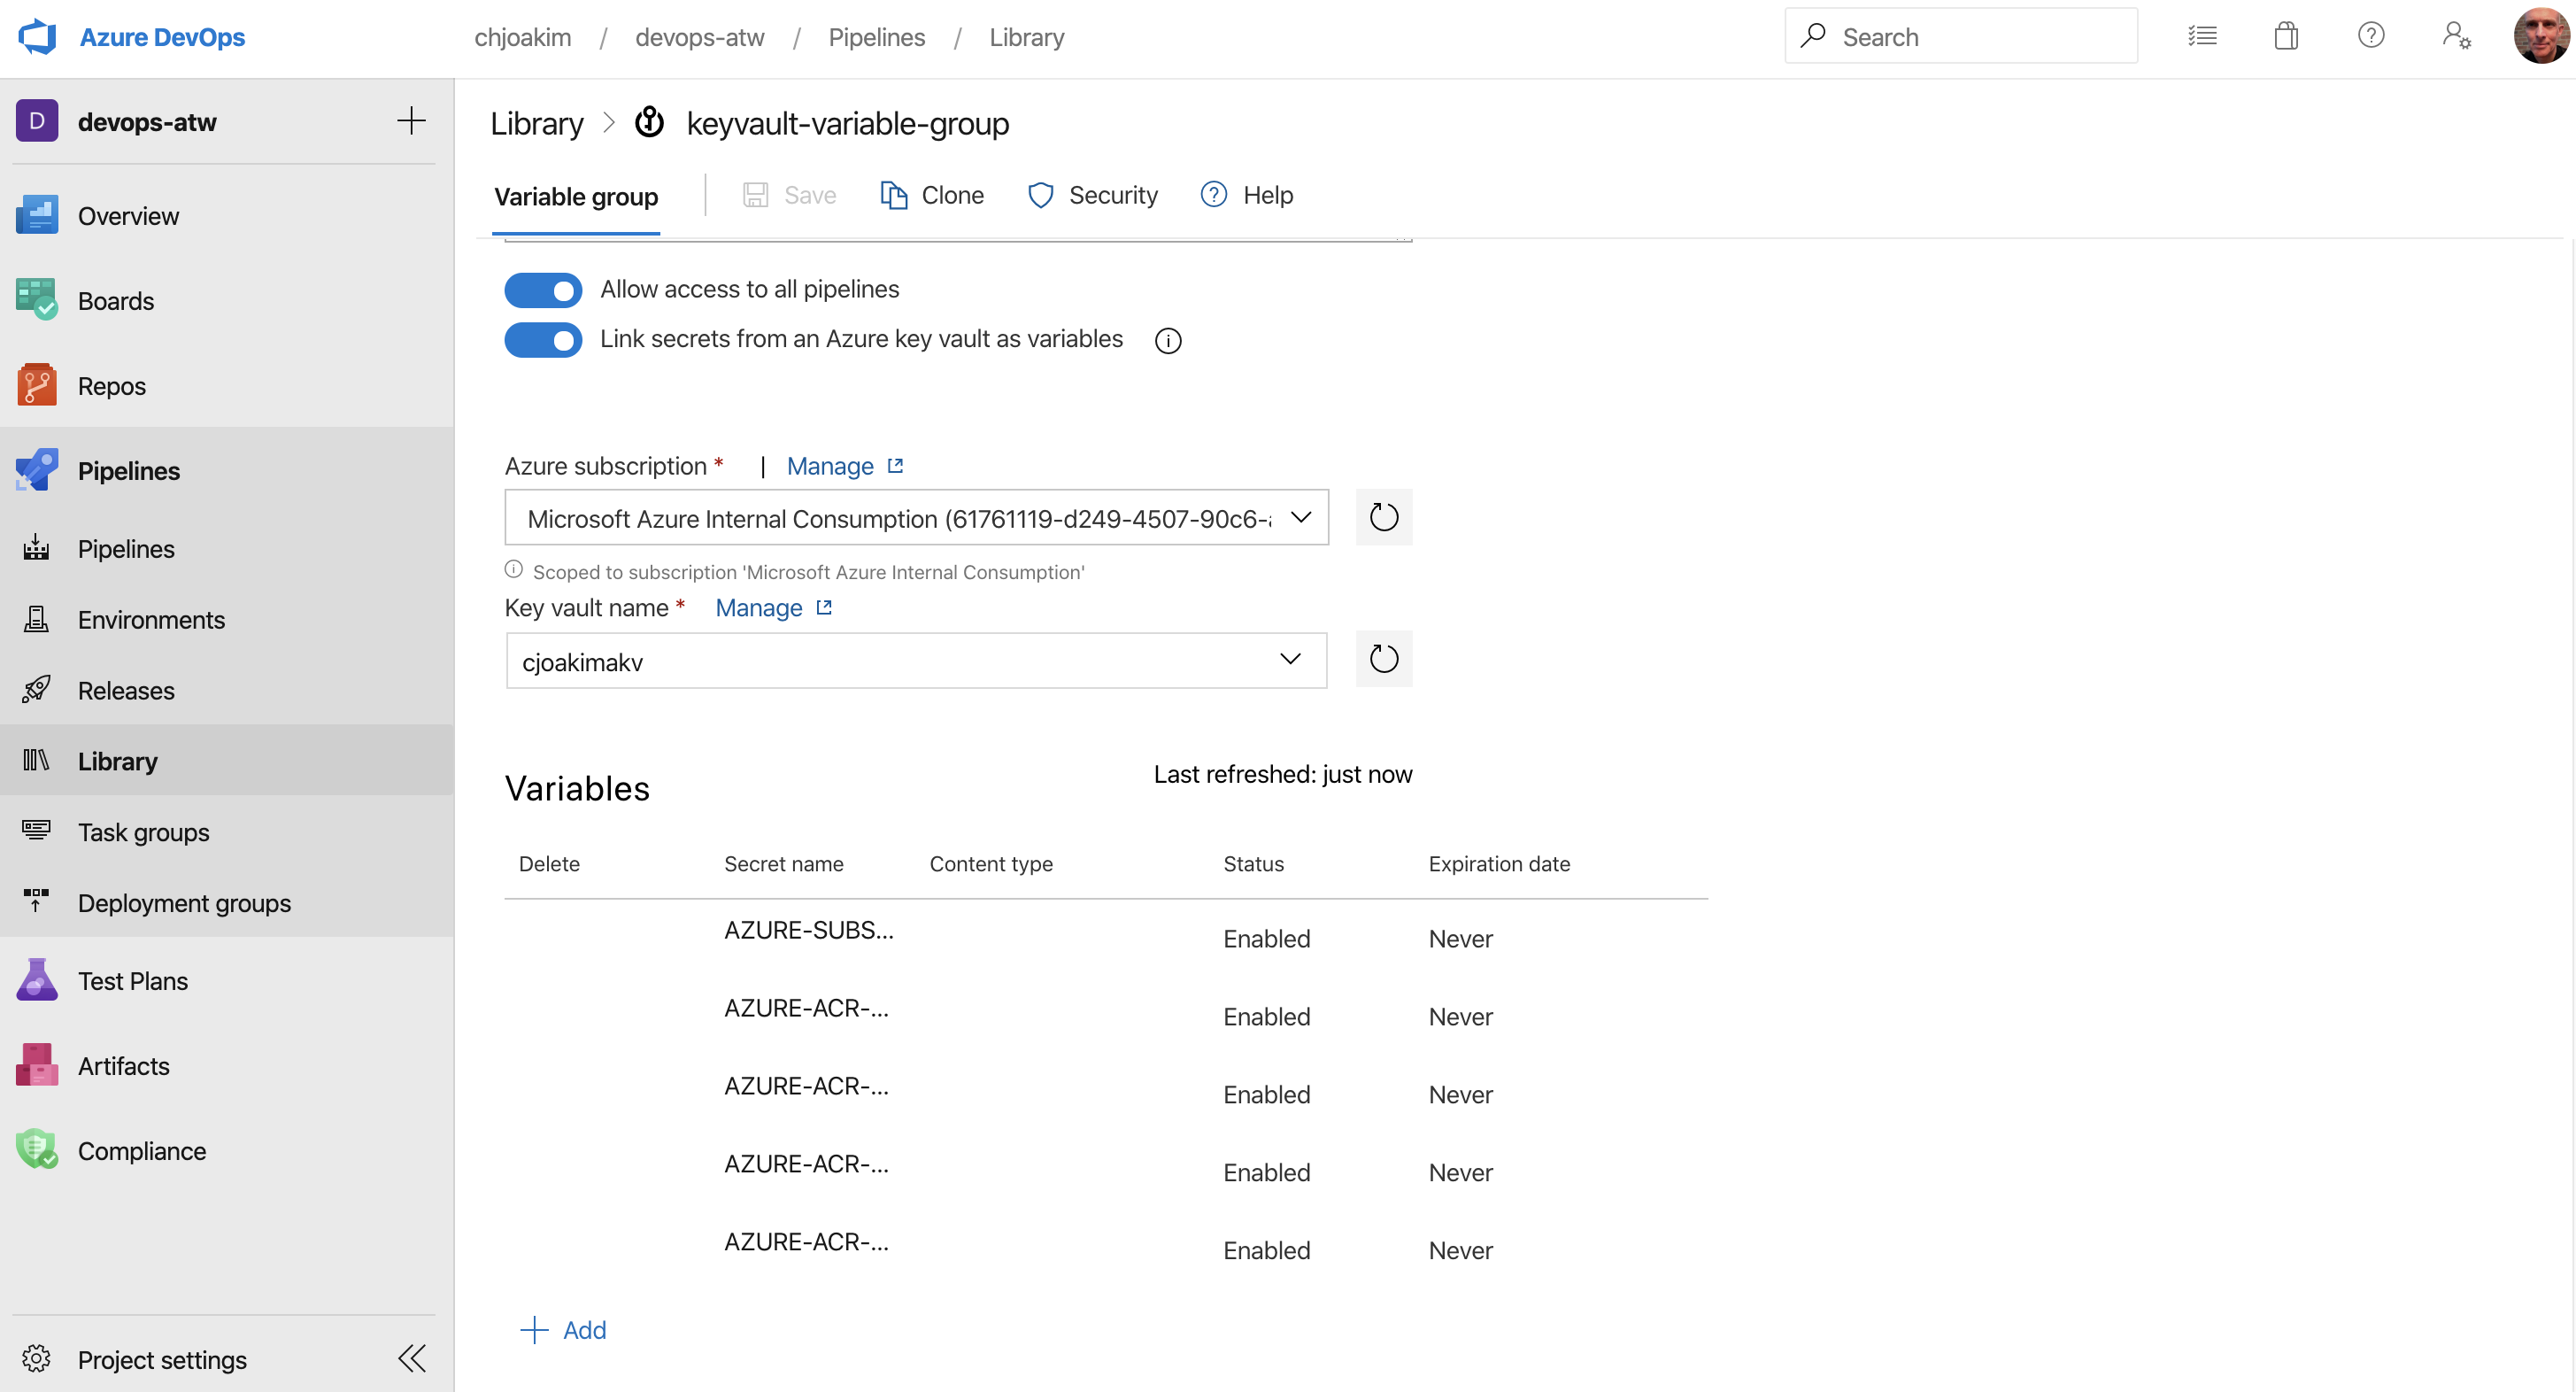 Azure DevOps
chjoakim / devops-atw / Pipelines / Library
Search
D devops-atw
Overview
Boards
Repos
Pipelines
Pipelines
Environments
Releases
Library
Task groups
Deployment groups
Test Plans
Artifacts
Compliance
Project settings
Library > keyvault-variable-group
Variable group | Save Clone Security Help
Allow access to all pipelines
Link secrets from an Azure key vault as variables
Azure subscription * | Manage
Microsoft Azure Internal Consumption (61761119-d249-4507-90c6-
Scoped to subscription 'Microsoft Azure Internal Consumption'
Key vault name * Manage
cjoakimakv
Variables
Last refreshed: just now
Delete Secret name Content type Status Expiration date
AZURE-SUBS... Enabled Never
AZURE-ACR-... Enabled Never
AZURE-ACR-... Enabled Never
AZURE-ACR-... Enabled Never
AZURE-ACR-... Enabled Never
Add